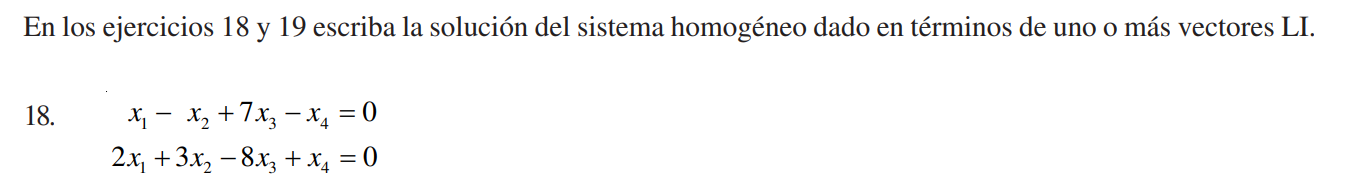 En los ejercicios 18 y 19 escriba la solución del sistema homogéneo dado en términos de uno o más vectores LI.
18. x₁ − x₂ + 7x₃ − x₄ = 0
2x₁ + 3x₂ − 8x₃ + x₄ = 0